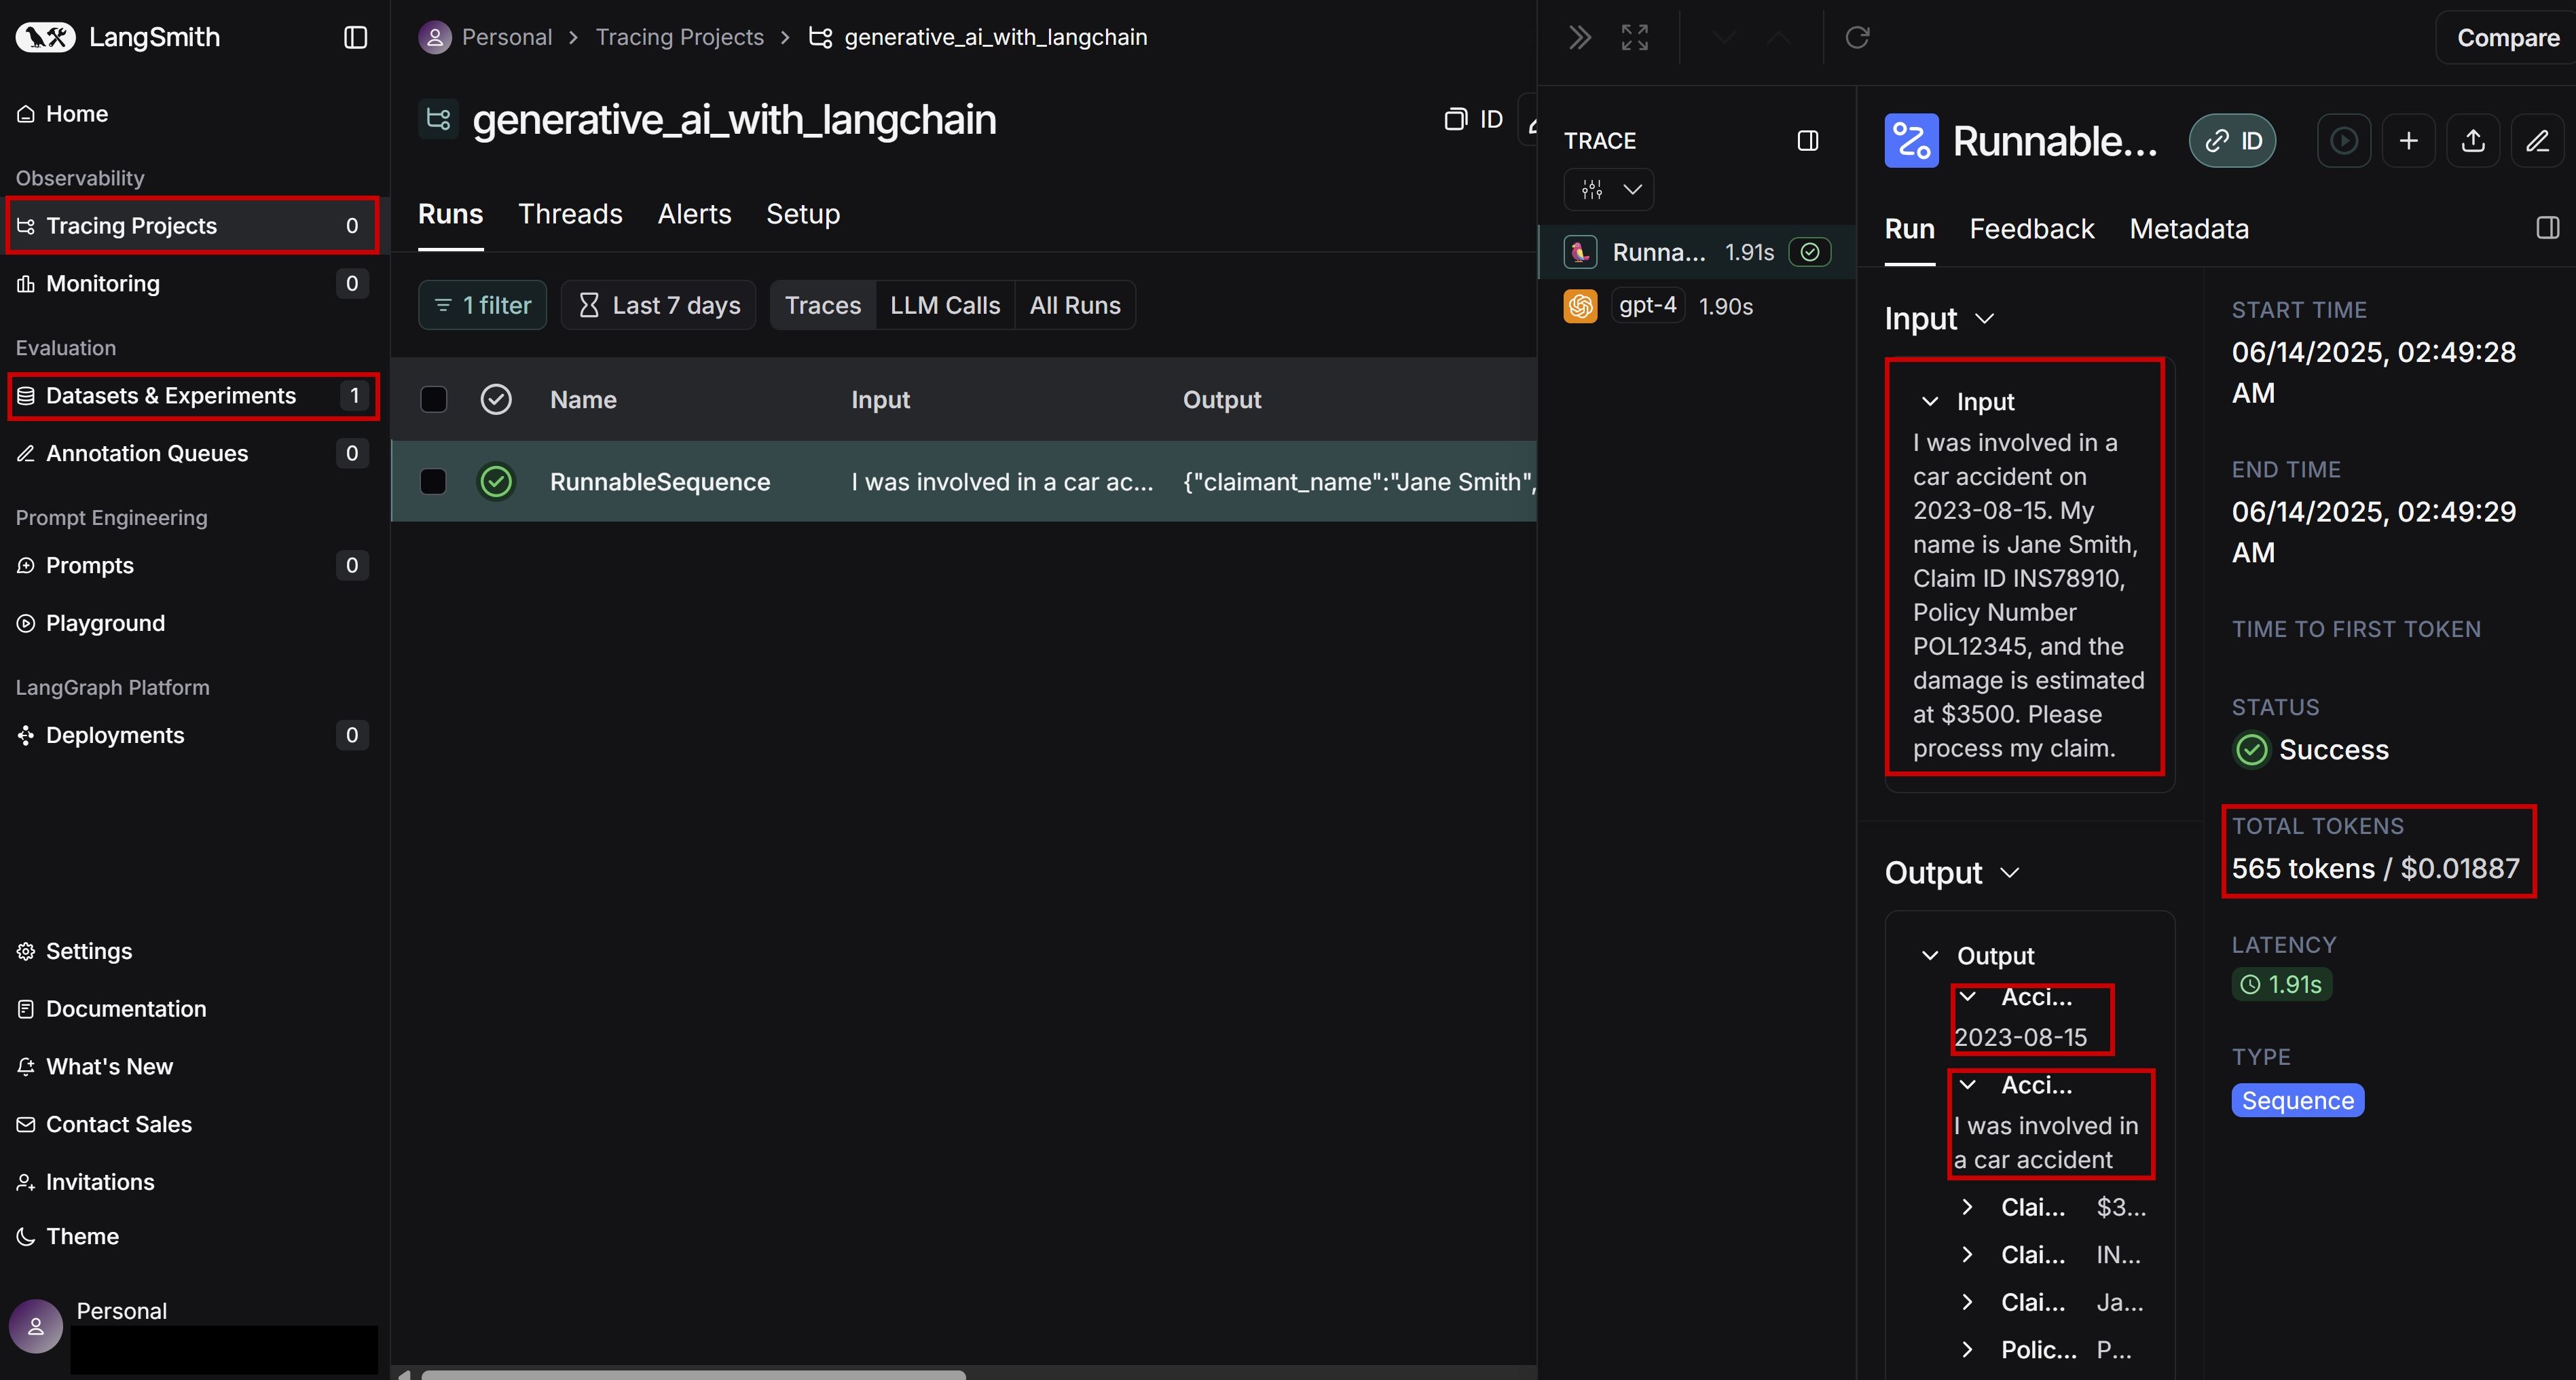 LangSmith
Home
Observability
Tracing Projects 0
Monitoring 0
Evaluation
Datasets & Experiments 1
Annotation Queues 0
Prompt Engineering
Prompts 0
Playground
LangGraph Platform
Deployments 0
Settings
Documentation
What's New
Contact Sales
Invitations
Theme
Personal
Personal > Tracing Projects > generative_ai_with_langchain
generative_ai_with_langchain
ID
Runs Threads Alerts Setup
1 filter Last 7 days Traces LLM Calls All Runs
Name Input Output
RunnableSequence I was involved in a car ac... {"claimant_name":"Jane Smith",
Compare
TRACE
Runna... 1.91s
gpt-4 1.90s
Runnable... ID
Run Feedback Metadata
Input
Input
I was involved in a
car accident on
2023-08-15. My
name is Jane Smith,
Claim ID INS78910,
Policy Number
POL12345, and the
damage is estimated
at $3500. Please
process my claim.
Output
Output
Acci...
2023-08-15
Acci...
I was involved in
a car accident
Clai... $3...
Clai... IN...
Clai... Ja...
Polic... P...
START TIME
06/14/2025, 02:49:28
AM
END TIME
06/14/2025, 02:49:29
AM
TIME TO FIRST TOKEN
STATUS
Success
TOTAL TOKENS
565 tokens / $0.01887
LATENCY
1.91s
TYPE
Sequence